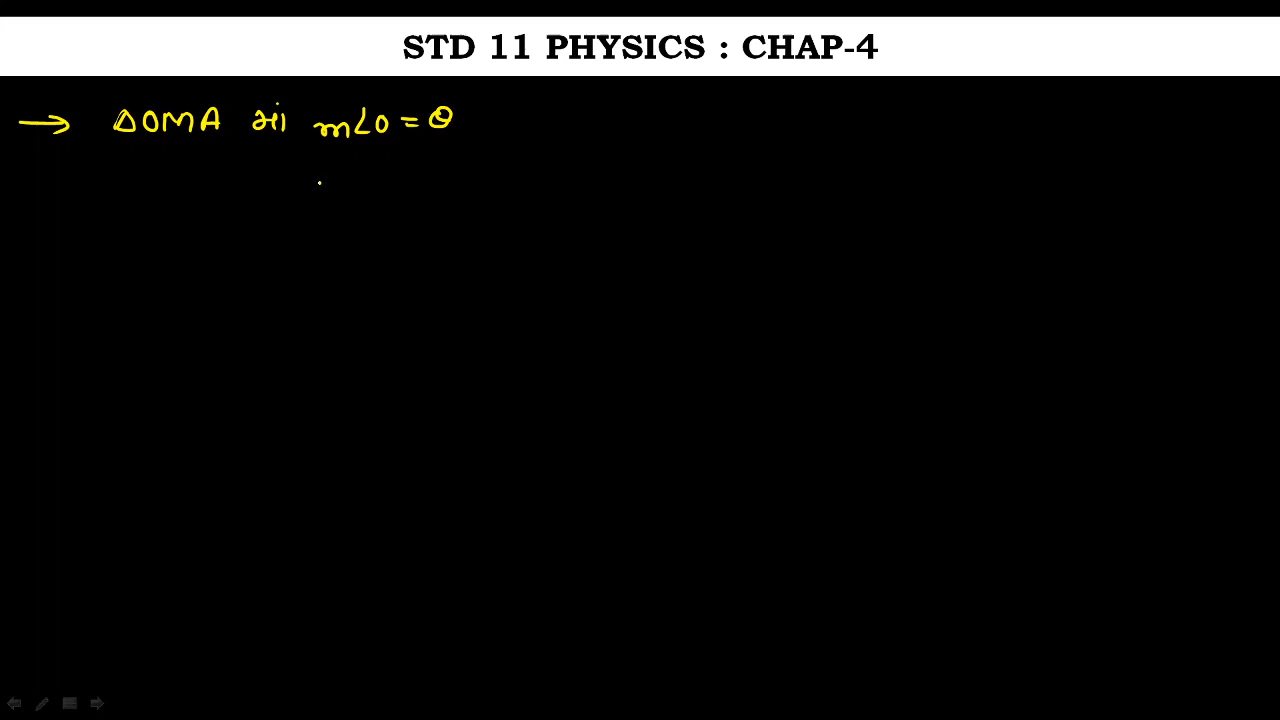 STD 11 PHYSICS : CHAP-4
→ ΔOMA માં m∠O = θ